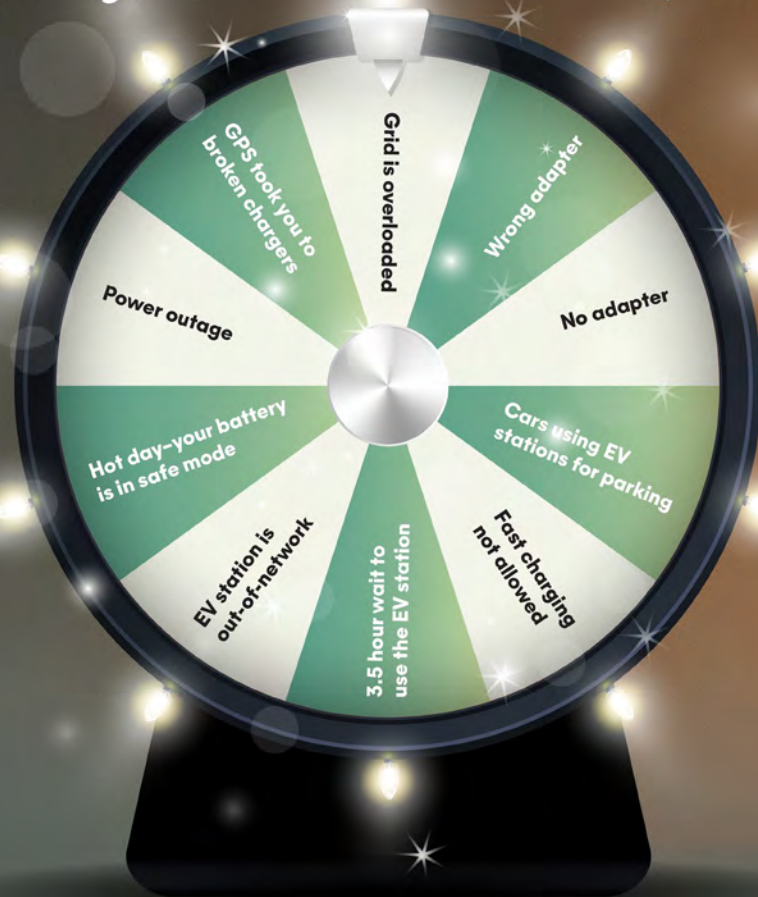 Grid is overloaded
Wrong adapter
No adapter
Cars using EV
stations for parking
Fast charging
not allowed
3.5 hour wait to
use the EV station
EV station is
out-of-network
Hot day–your battery
is in safe mode
Power outage
GPS took you to
broken chargers